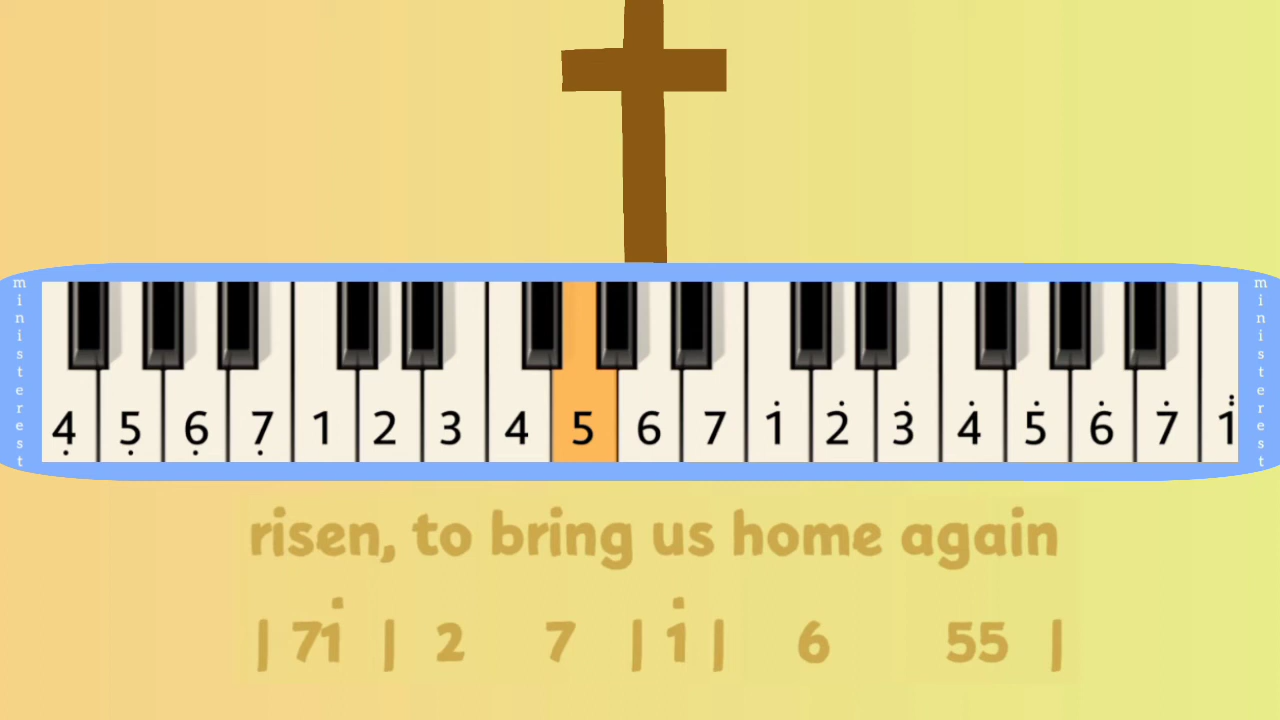 ministerest
4̣ 5̣ 6̣ 7̣ 1 2 3 4 5 6 7 1̇ 2̇ 3̇ 4̇ 5̇ 6̇ 7̇ 1̈
ministerest
risen, to bring us home again
| 71̇ | 2 7 | 1̇ | 6 55 |